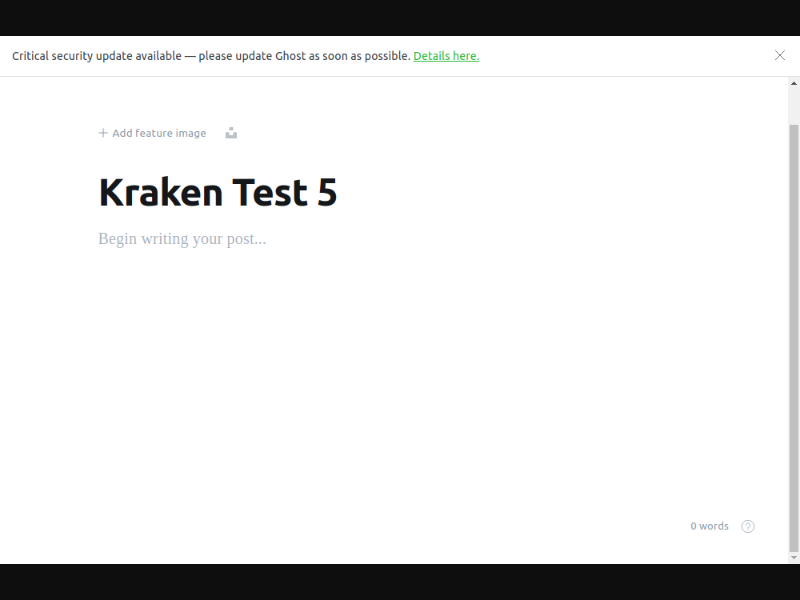 Critical security update available — please update Ghost as soon as possible. Details here.
Add feature image
Kraken Test 5
Begin writing your post...
0 words
?